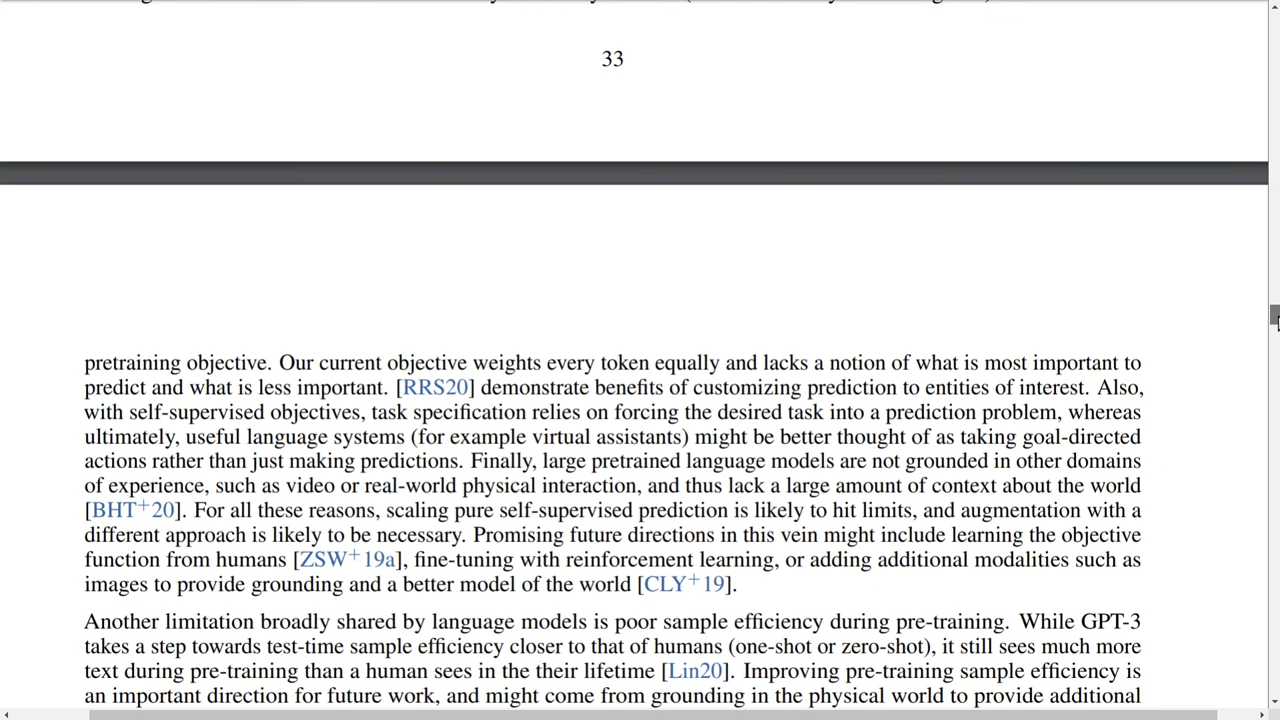 33
pretraining objective. Our current objective weights every token equally and lacks a notion of what is most important to
predict and what is less important. [RRS20] demonstrate benefits of customizing prediction to entities of interest. Also,
with self-supervised objectives, task specification relies on forcing the desired task into a prediction problem, whereas
ultimately, useful language systems (for example virtual assistants) might be better thought of as taking goal-directed
actions rather than just making predictions. Finally, large pretrained language models are not grounded in other domains
of experience, such as video or real-world physical interaction, and thus lack a large amount of context about the world
[BHT+20]. For all these reasons, scaling pure self-supervised prediction is likely to hit limits, and augmentation with a
different approach is likely to be necessary. Promising future directions in this vein might include learning the objective
function from humans [ZSW+19a], fine-tuning with reinforcement learning, or adding additional modalities such as
images to provide grounding and a better model of the world [CLY+19].
Another limitation broadly shared by language models is poor sample efficiency during pre-training. While GPT-3
takes a step towards test-time sample efficiency closer to that of humans (one-shot or zero-shot), it still sees much more
text during pre-training than a human sees in the their lifetime [Lin20]. Improving pre-training sample efficiency is
an important direction for future work, and might come from grounding in the physical world to provide additional